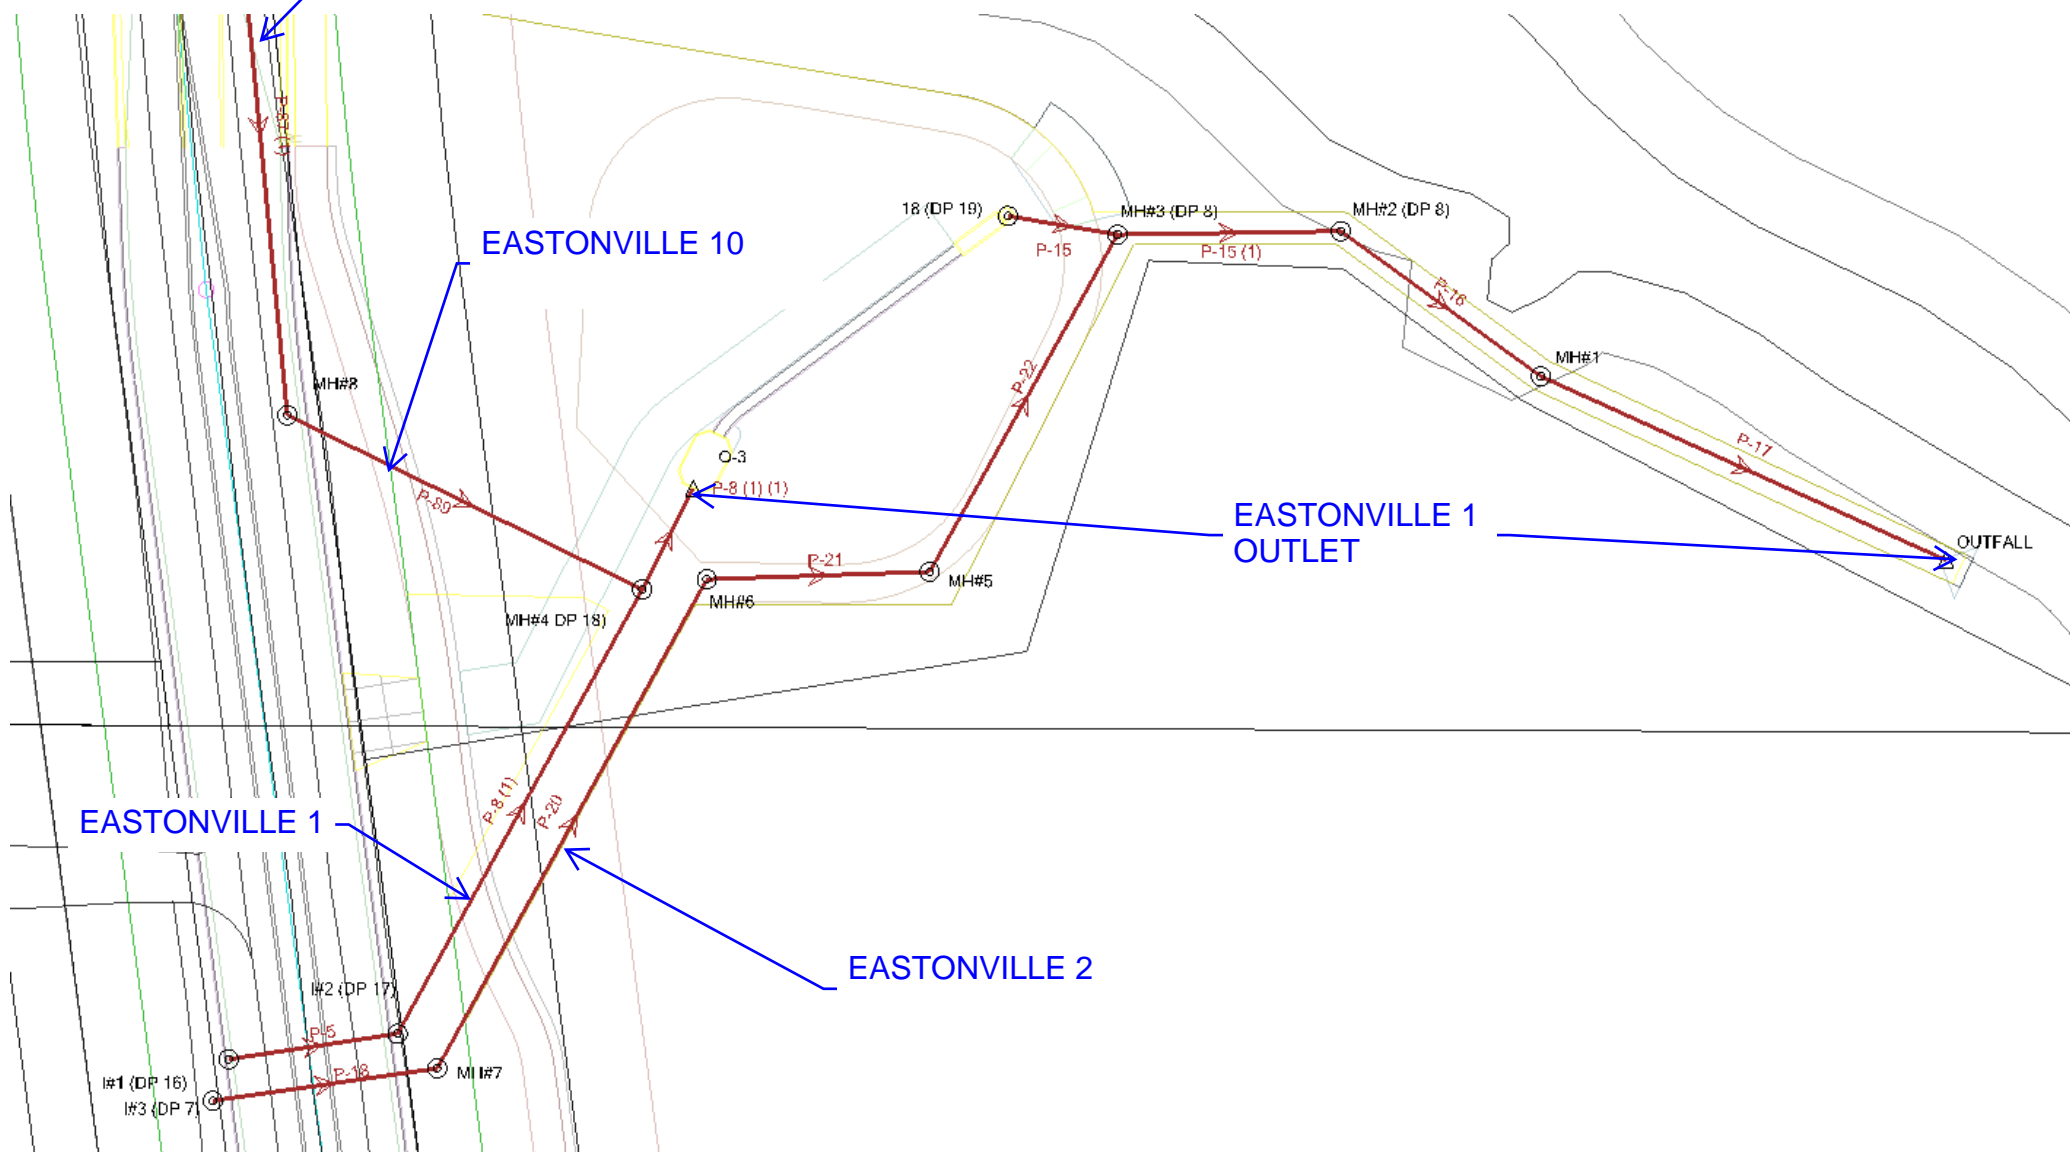 18 (DP 19)
MH#3 (DP 8)
MH#2 (DP 8)
EASTONVILLE 10
P-15
P-15 (1)
P-16
MH#8
MH#1
P-22
P-17
O-3
P-8 (1) (1)
P-89
EASTONVILLE 1
OUTLET
OUTFALL
P-21
MH#5
MH#6
MH#4 DP 18)
P-8 (1)
P-20
EASTONVILLE 1
EASTONVILLE 2
I#2 (DP 17)
P-5
P-18
MH#7
I#1 (DP 16)
I#3 (DP 7)